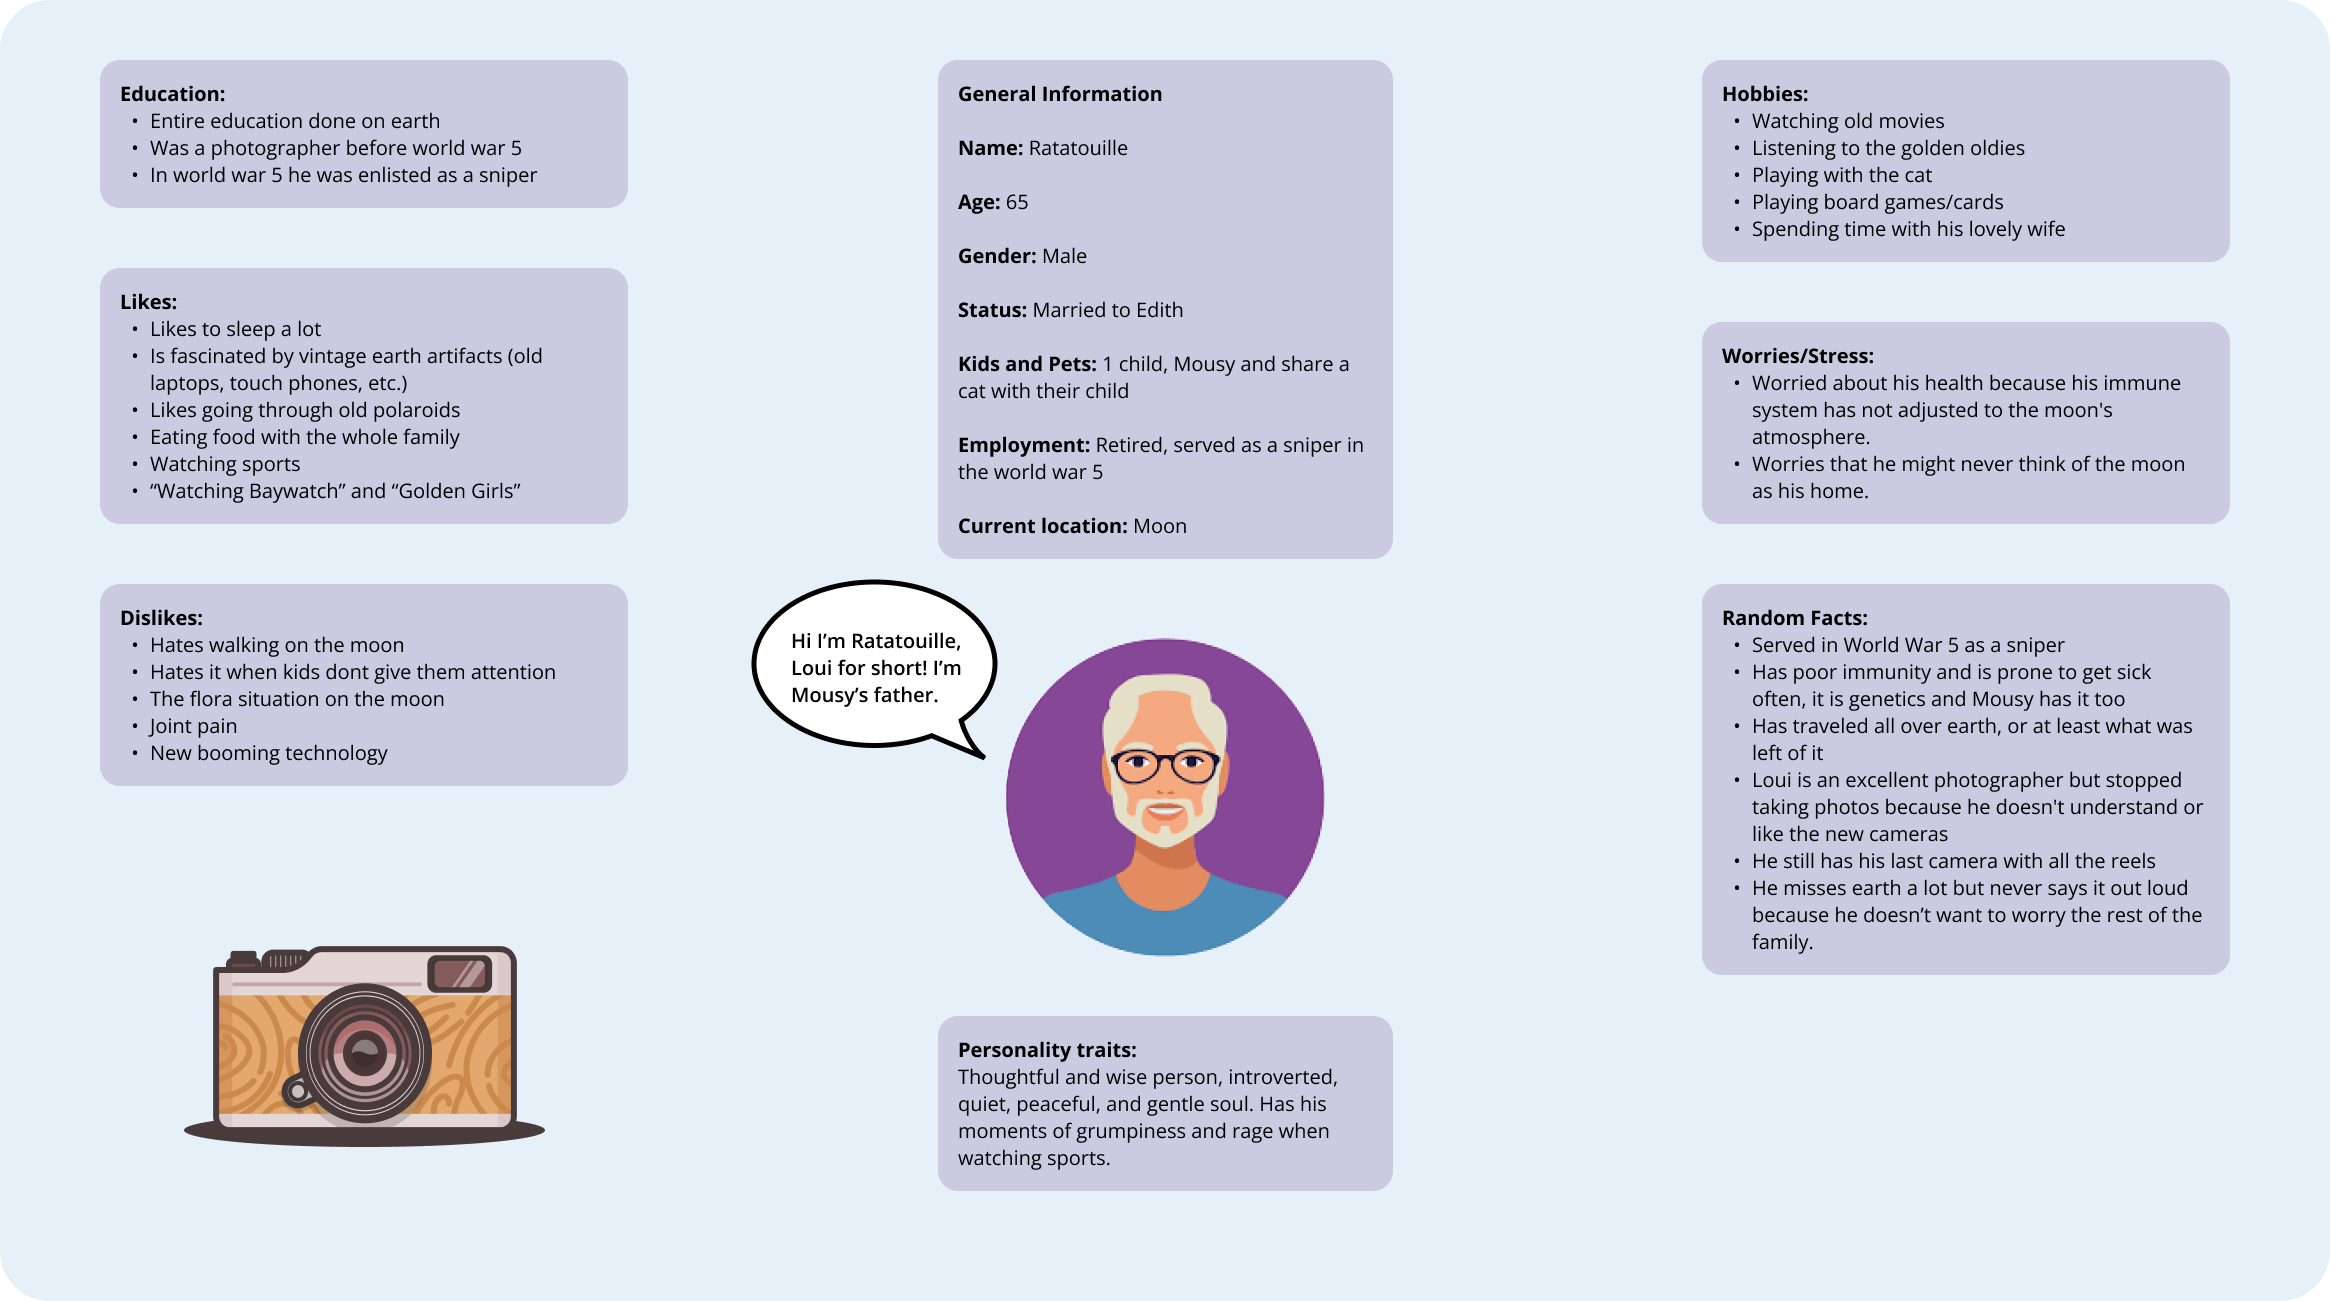 Education:
• Entire education done on earth
• Was a photographer before world war 5
• In world war 5 he was enlisted as a sniper
Likes:
• Likes to sleep a lot
• Is fascinated by vintage earth artifacts (old
laptops, touch phones, etc.)
• Likes going through old polaroids
• Eating food with the whole family
• Watching sports
• “Watching Baywatch” and “Golden Girls”
Dislikes:
• Hates walking on the moon
• Hates it when kids dont give them attention
• The flora situation on the moon
• Joint pain
• New booming technology
General Information
Name: Ratatouille
Age: 65
Gender: Male
Status: Married to Edith
Kids and Pets: 1 child, Mousy and share a
cat with their child
Employment: Retired, served as a sniper in
the world war 5
Current location: Moon
Hi I’m Ratatouille,
Loui for short! I’m
Mousy’s father.
Personality traits:
Thoughtful and wise person, introverted,
quiet, peaceful, and gentle soul. Has his
moments of grumpiness and rage when
watching sports.
Hobbies:
• Watching old movies
• Listening to the golden oldies
• Playing with the cat
• Playing board games/cards
• Spending time with his lovely wife
Worries/Stress:
• Worried about his health because his immune
system has not adjusted to the moon's
atmosphere.
• Worries that he might never think of the moon
as his home.
Random Facts:
• Served in World War 5 as a sniper
• Has poor immunity and is prone to get sick
often, it is genetics and Mousy has it too
• Has traveled all over earth, or at least what was
left of it
• Loui is an excellent photographer but stopped
taking photos because he doesn't understand or
like the new cameras
• He still has his last camera with all the reels
• He misses earth a lot but never says it out loud
because he doesn’t want to worry the rest of the
family.